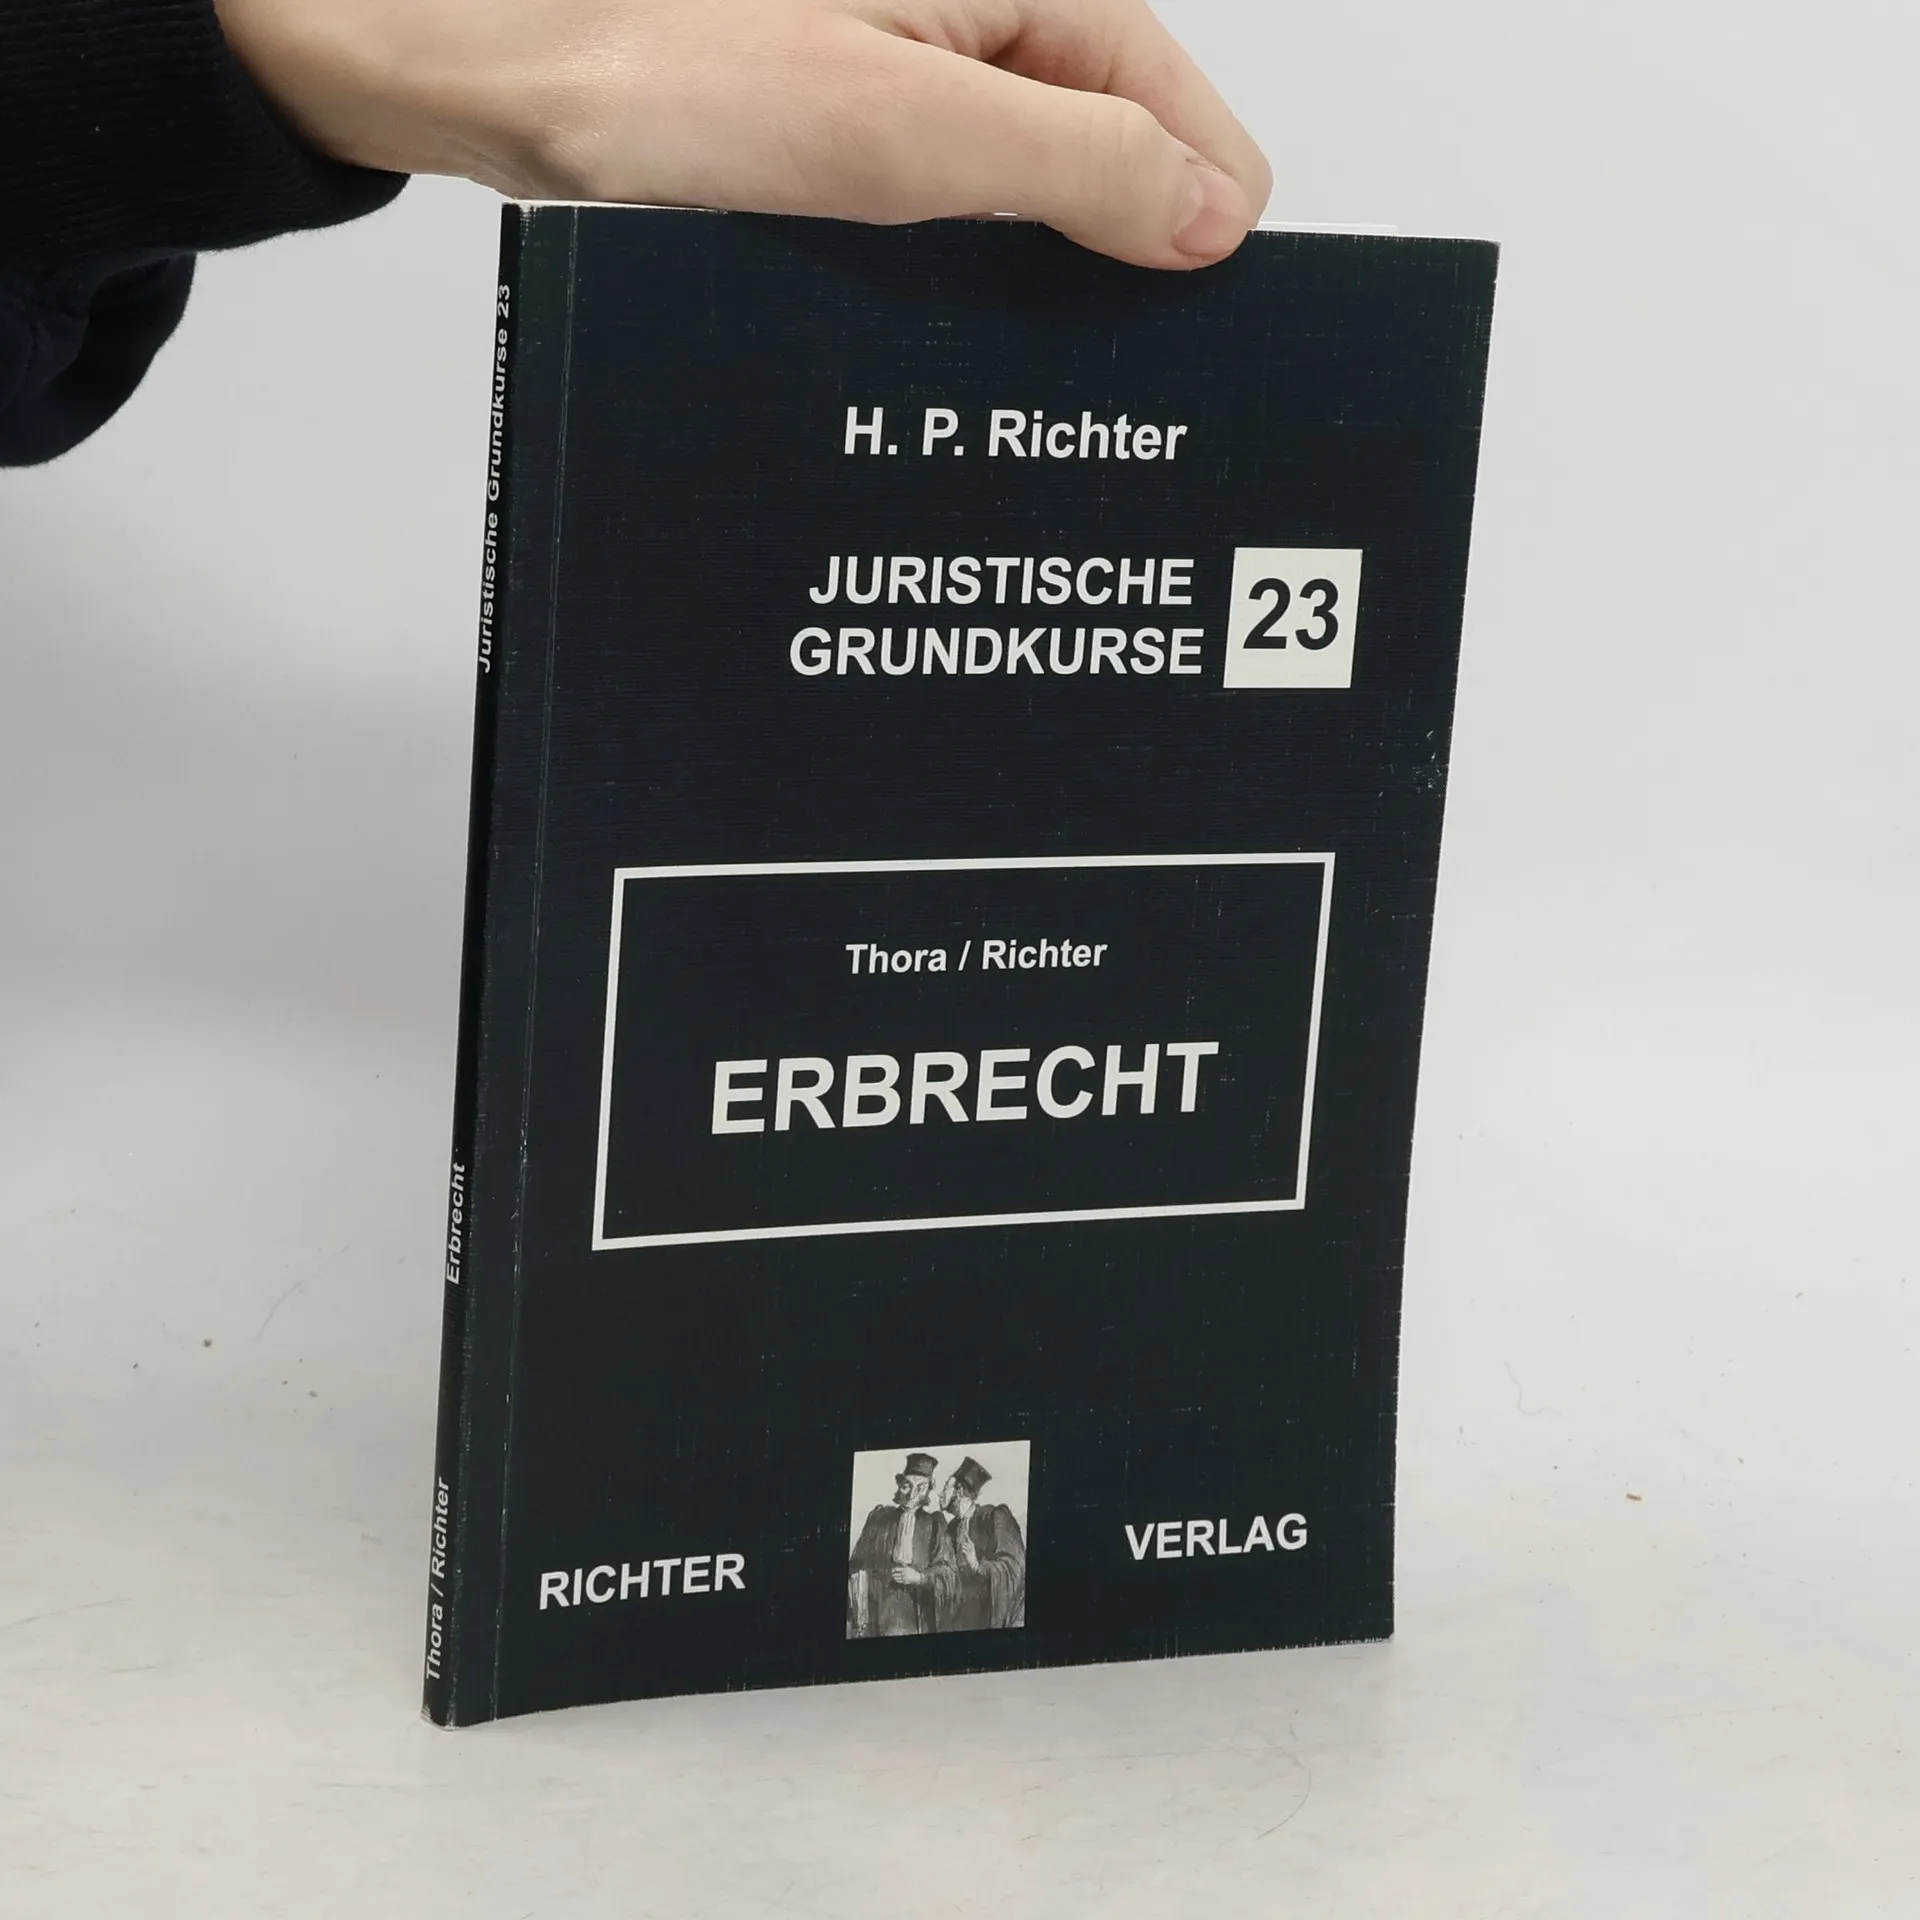 H. P. Richter
JURISTISCHE
GRUNDKURSE
23
Thora / Richter
ERBRECHT
RICHTER
VERLAG
Thora / Richter
Erbrecht
Juristische Grundkurse 23